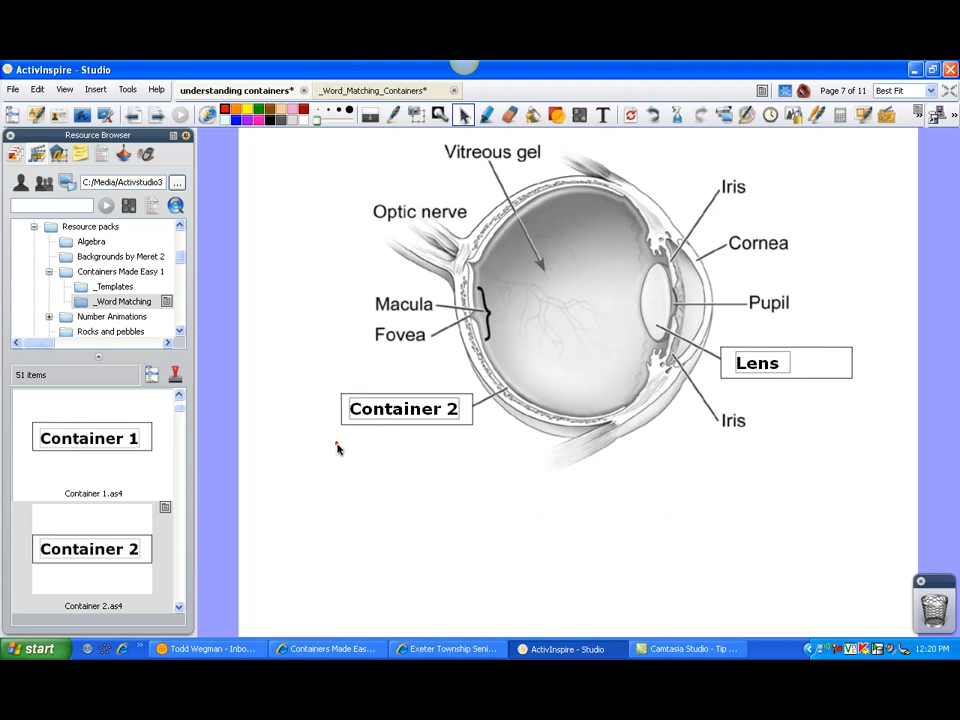 ActivInspire - Studio
File Edit View Insert Tools Help
understanding containers*
_Word_Matching_Containers*
Page 7 of 11
Best Fit
Resource Browser
C:/Media/Activstudio3
...
Resource packs
Algebra
Backgrounds by Meret 2
Containers Made Easy 1
_Templates
_Word Matching
Number Animations
Rocks and pebbles
51 items
Container 1
Container 1.as4
Container 2
Container 2.as4
Vitreous gel
Optic nerve
Iris
Cornea
Macula
Pupil
Fovea
Lens
Container 2
Iris
start
Todd Wegman - Inbo...
Containers Made Eas...
Exeter Township Seni...
ActivInspire - Studio
Camtasia Studio - Tip ...
12:20 PM